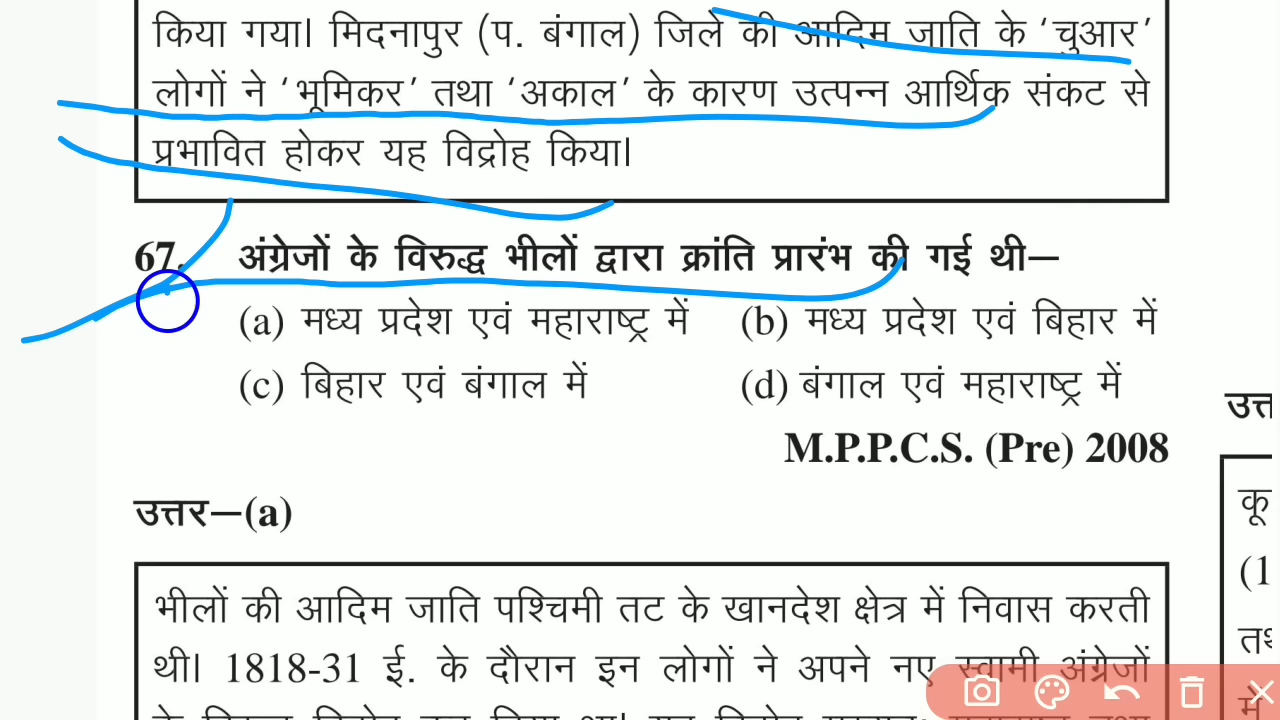 किया गया। मिदनापुर (प. बंगाल) जिले की आदिम जाति के ‘चुआर’
लोगों ने ‘भूमिकर’ तथा ‘अकाल’ के कारण उत्पन्न आर्थिक संकट से
प्रभावित होकर यह विद्रोह किया।
67. अंग्रेजों के विरुद्ध भीलों द्वारा क्रांति प्रारंभ की गई थी—
(a) मध्य प्रदेश एवं महाराष्ट्र में (b) मध्य प्रदेश एवं बिहार में
(c) बिहार एवं बंगाल में (d) बंगाल एवं महाराष्ट्र में
M.P.P.C.S. (Pre) 2008
उत्तर—(a)
भीलों की आदिम जाति पश्चिमी तट के खानदेश क्षेत्र में निवास करती
थी। 1818-31 ई. के दौरान इन लोगों ने अपने नए स्वामी अंग्रेजों
उत्त
कू
(1